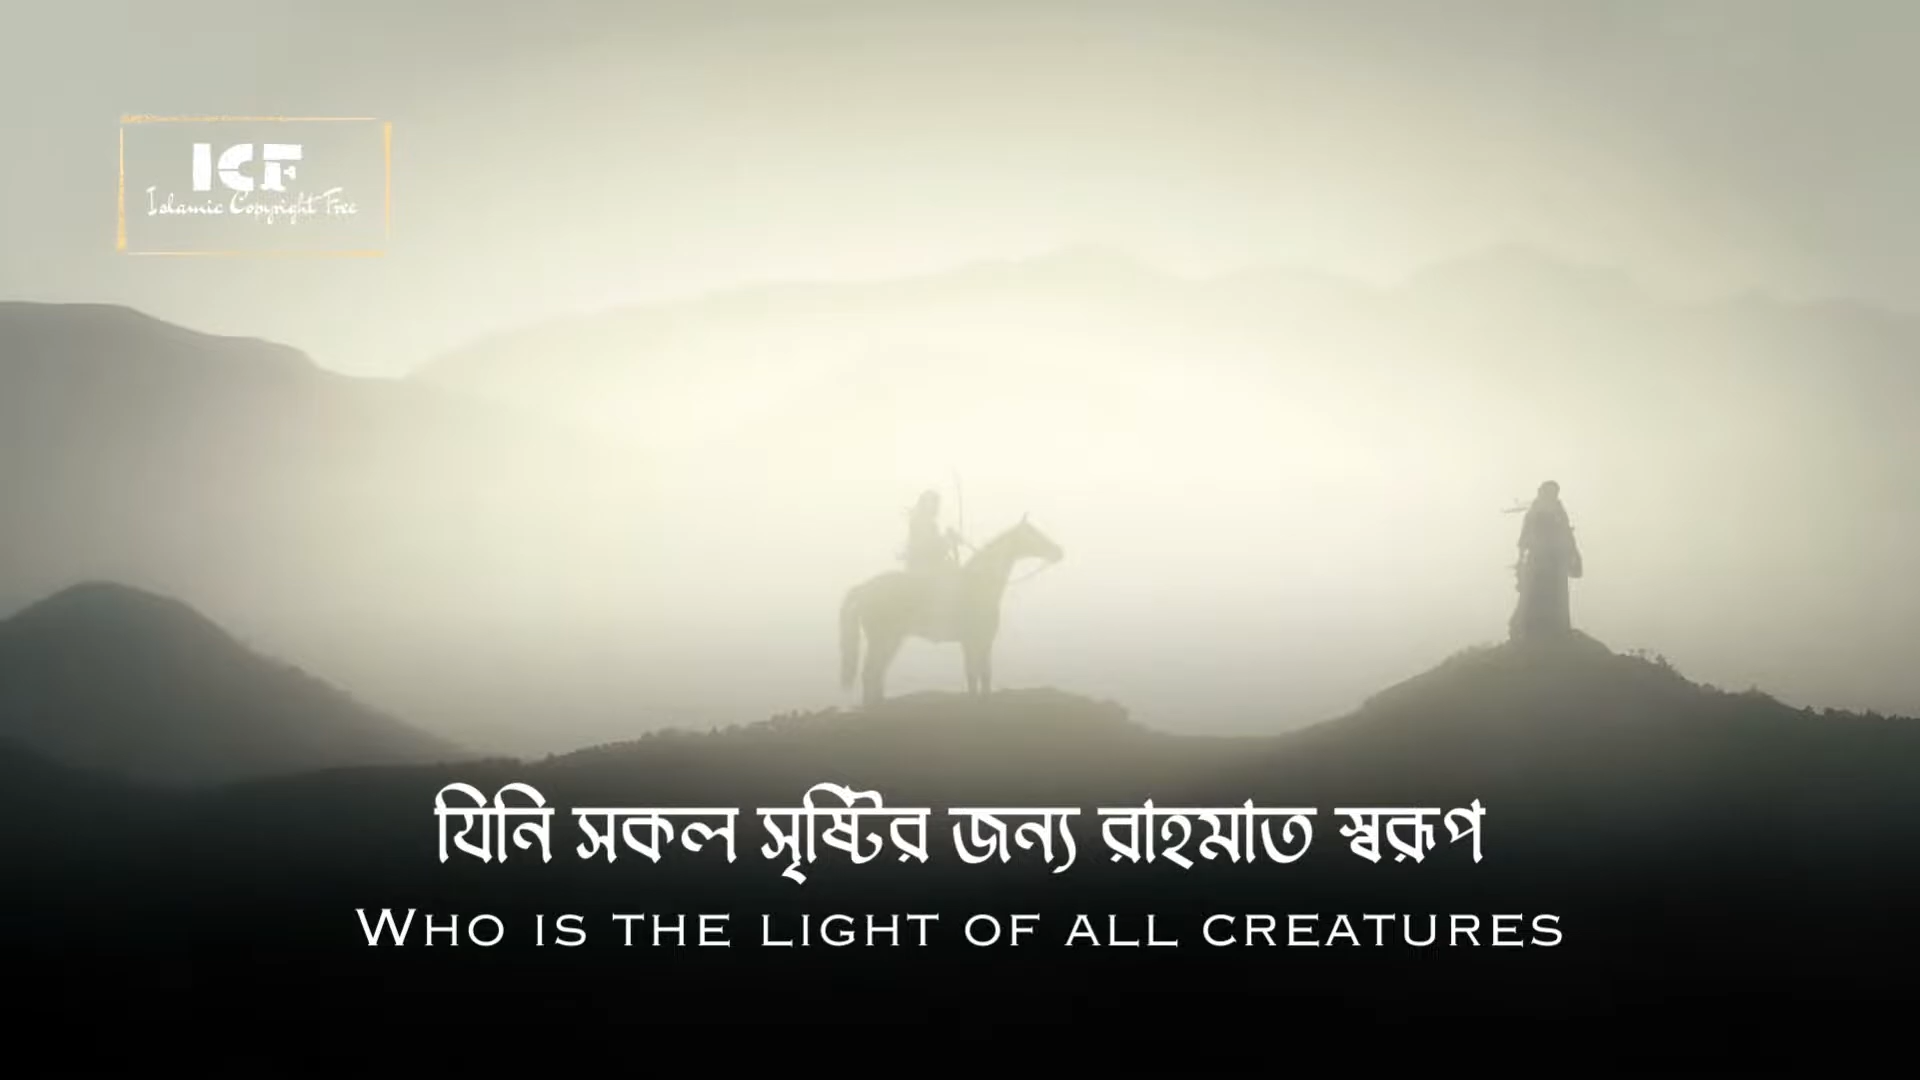 ICF
Islamic Copyright Free
যিনি সকল সৃষ্টির জন্য রাহমাত স্বরূপ
WHO IS THE LIGHT OF ALL CREATURES